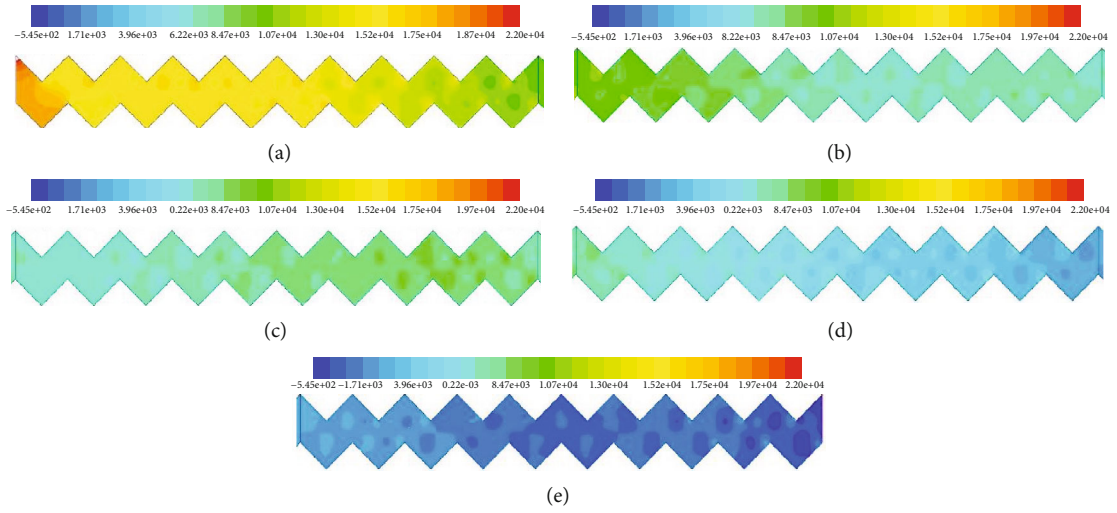 −5.45e+02 1.71e+03 3.96e+03 6.22e+03 8.47e+03 1.07e+04 1.30e+04 1.52e+04 1.75e+04 1.87e+04 2.20e+04
(a)
−5.45e+02 1.71e+03 3.96e+03 8.22e+03 8.47e+03 1.07e+04 1.30e+04 1.52e+04 1.75e+04 1.97e+04 2.20e+04
(b)
−5.45e+02 1.71e+03 3.96e+03 0.22e+03 8.47e+03 1.07e+04 1.30e+04 1.52e+04 1.75e+04 1.97e+04 2.20e+04
(c)
−5.45e+02 1.71e+03 3.96e+03 0.22e+03 8.47e+03 1.07e+04 1.30e+04 1.52e+04 1.75e+04 1.97e+04 2.20e+04
(d)
−5.45e+02 −1.71e+03 3.96e+03 0.22e-03 8.47e+03 1.07e+04 1.30e+04 1.52e+04 1.75e+04 1.97e+04 2.20e+04
(e)